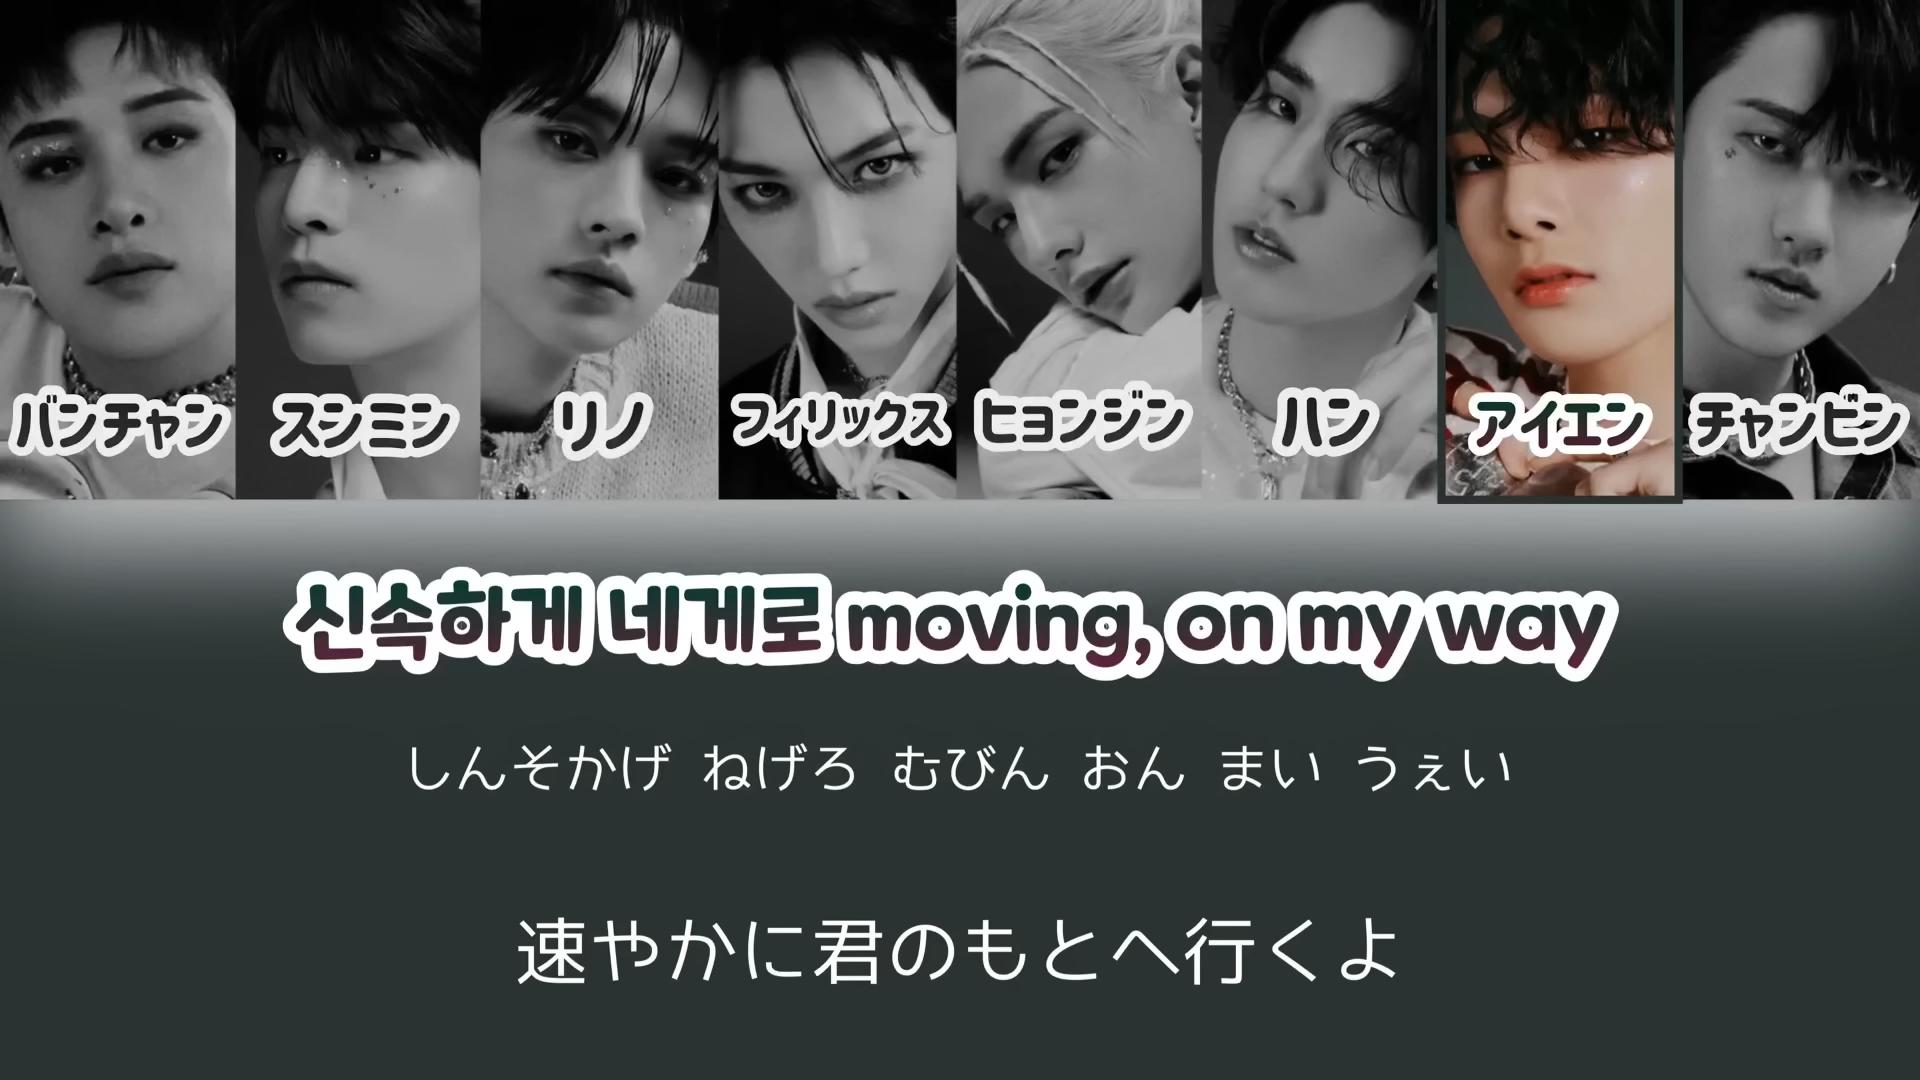 バンチャン スンミン リノ フィリックス ヒョンジン ハン アイエン チャンビン
신속하게 네게로 moving, on my way
しんそかげ ねげろ むびん おん まい うぇい
速やかに君のもとへ行くよ